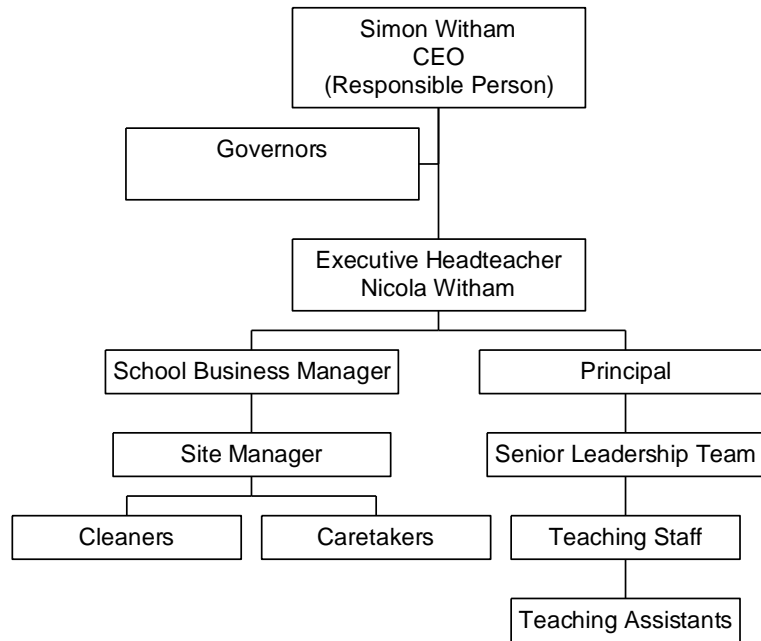 Simon Witham
CEO
(Responsible Person)
Governors
Executive Headteacher
Nicola Witham
School Business Manager
Principal
Site Manager
Senior Leadership Team
Cleaners
Caretakers
Teaching Staff
Teaching Assistants